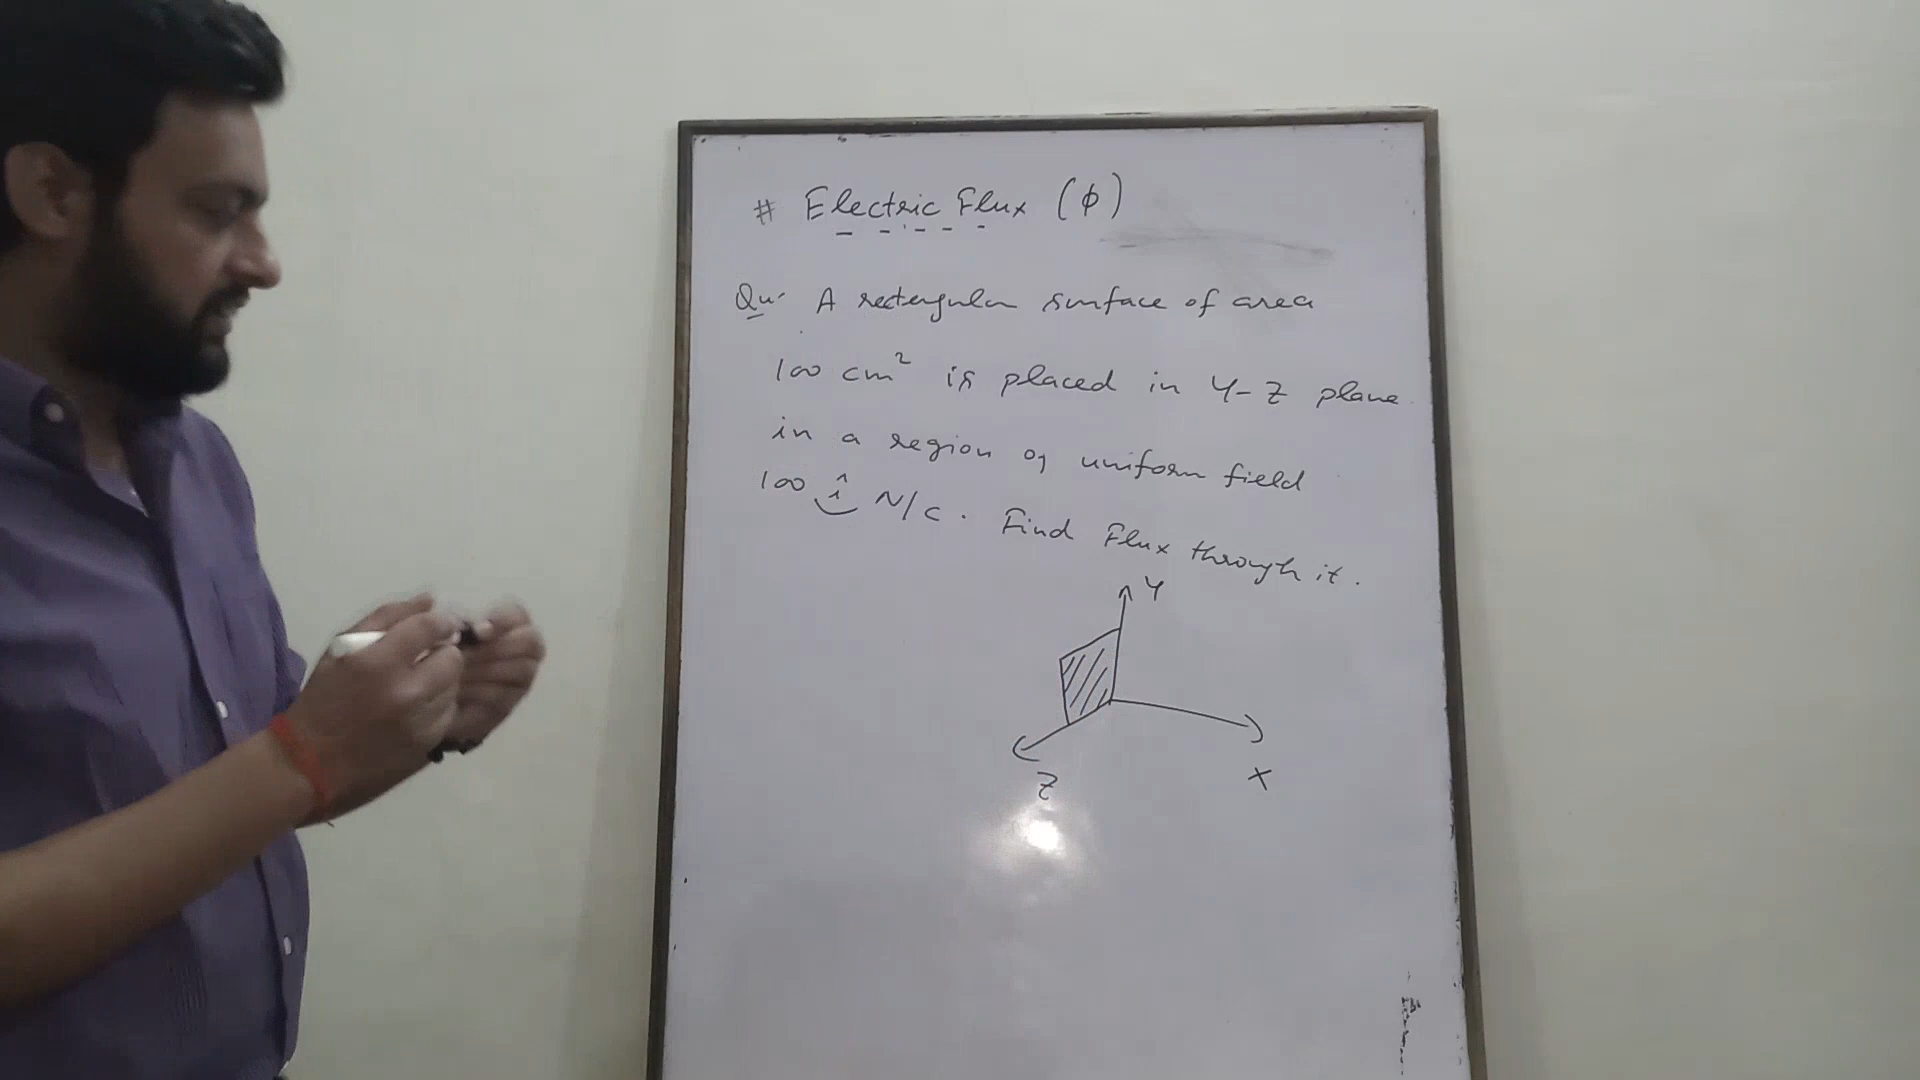 # Electric Flux (ϕ)
Qu. A rectengular surface of area
100 cm² is placed in Y-Z plane
in a region of uniform field
100 î N/C. Find Flux through it.
Y
Z
X